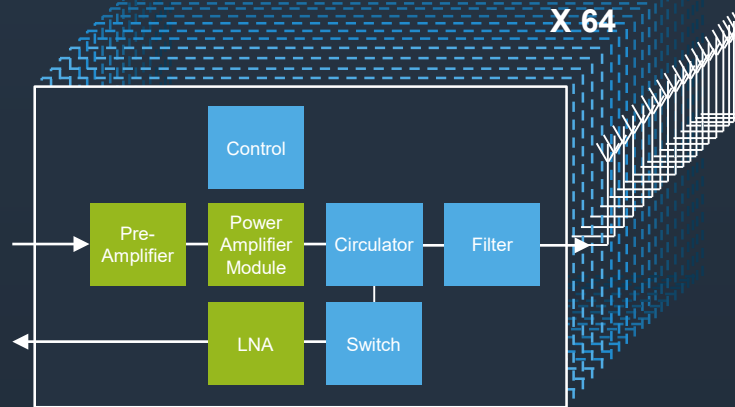 X 64
Control
Pre-
Amplifier
Power
Amplifier
Module
Circulator
Filter
LNA
Switch